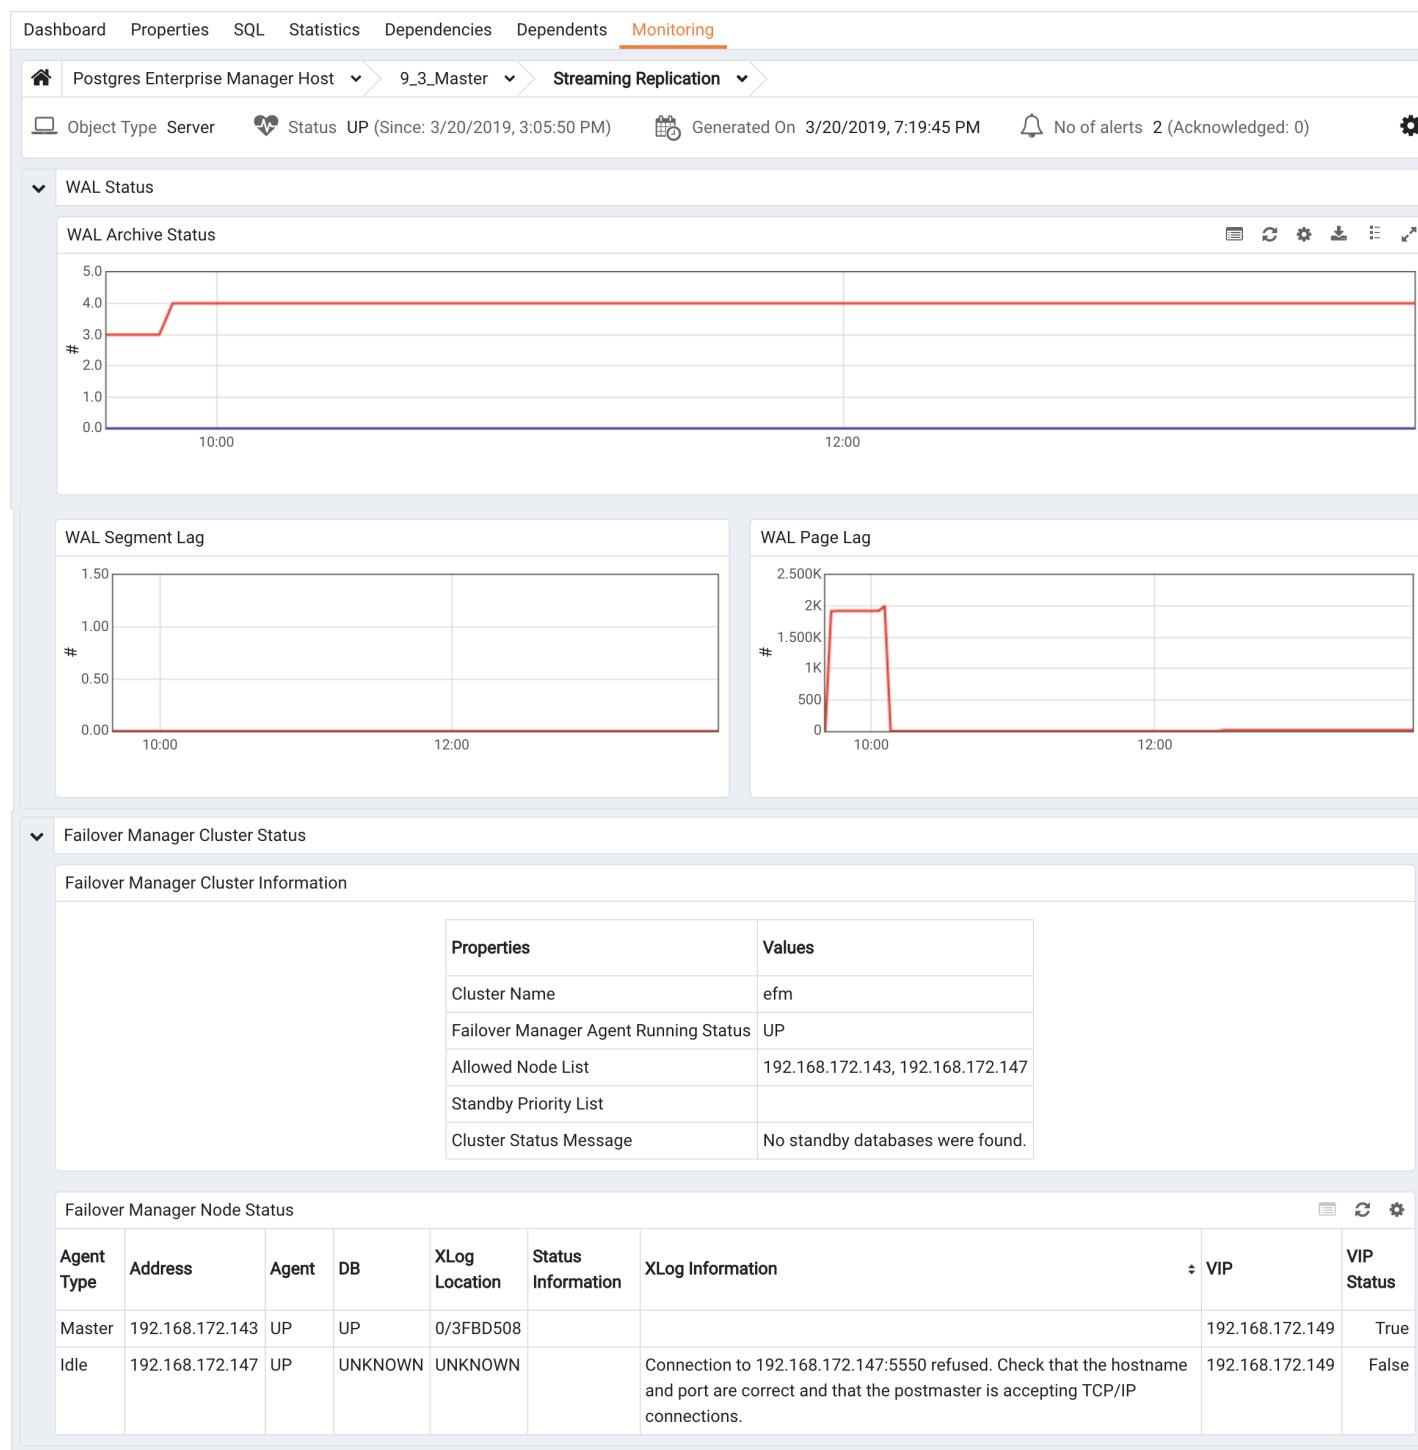 Dashboard Properties SQL Statistics Dependencies Dependents Monitoring
Postgres Enterprise Manager Host 9_3_Master Streaming Replication
Object Type Server Status UP (Since: 3/20/2019, 3:05:50 PM) Generated On 3/20/2019, 7:19:45 PM No of alerts 2 (Acknowledged: 0)
WAL Status
WAL Archive Status
5.0
4.0
3.0
#
2.0
1.0
0.0
10:00 12:00
WAL Segment Lag
1.50
1.00
#
0.50
0.00
10:00 12:00
WAL Page Lag
2.500K
2K
1.500K
#
1K
500
0
10:00 12:00
Failover Manager Cluster Status
Failover Manager Cluster Information
Properties Values
Cluster Name efm
Failover Manager Agent Running Status UP
Allowed Node List 192.168.172.143, 192.168.172.147
Standby Priority List
Cluster Status Message No standby databases were found.
Failover Manager Node Status
Agent Type Address Agent DB XLog Location Status Information XLog Information VIP VIP Status
Master 192.168.172.143 UP UP 0/3FBD508 192.168.172.149 True
Idle 192.168.172.147 UP UNKNOWN UNKNOWN Connection to 192.168.172.147:5550 refused. Check that the hostname 192.168.172.149 False
and port are correct and that the postmaster is accepting TCP/IP
connections.